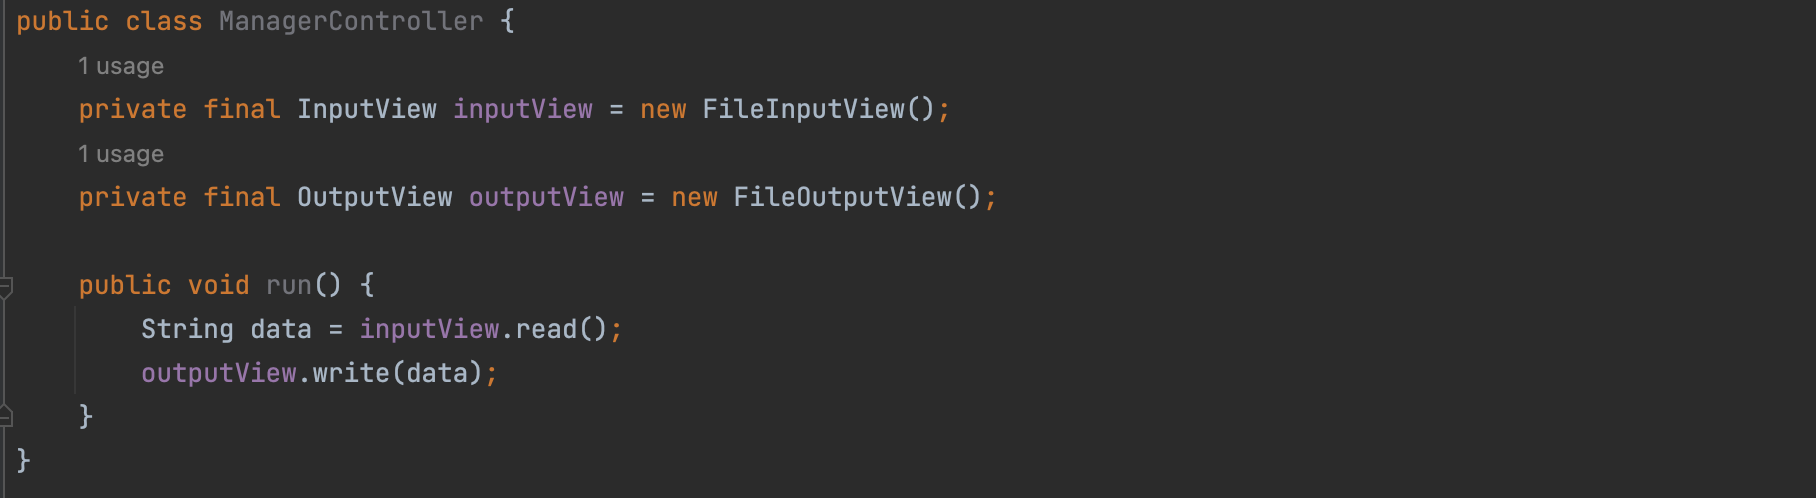 public class ManagerController {
1 usage
private final InputView inputView = new FileInputView();
1 usage
private final OutputView outputView = new FileOutputView();
public void run() {
String data = inputView.read();
outputView.write(data);
}
}